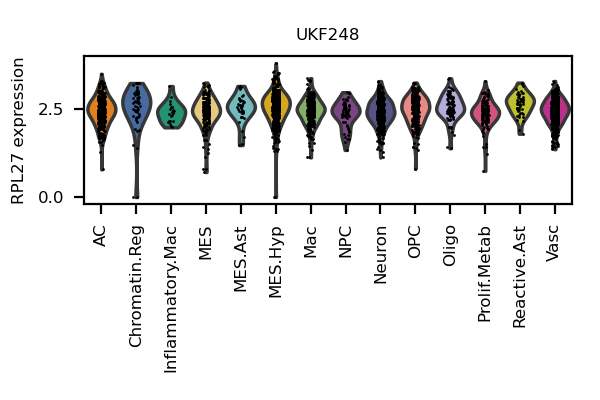 UKF248
RPL27 expression
2.5
0.0
AC
Chromatin.Reg
Inflammatory.Mac
MES
MES.Ast
MES.Hyp
Mac
NPC
Neuron
OPC
Oligo
Prolif.Metab
Reactive.Ast
Vasc